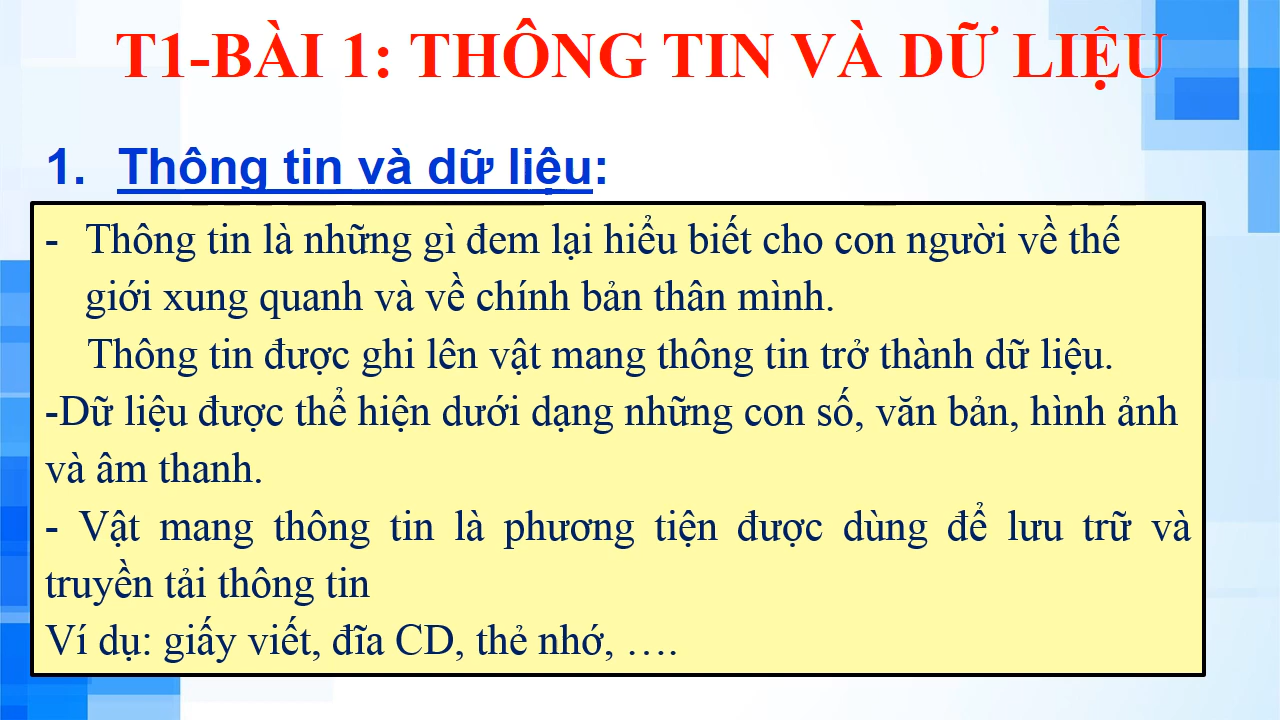 T1-BÀI 1: THÔNG TIN VÀ DỮ LIỆU
1. Thông tin và dữ liệu:
- Thông tin là những gì đem lại hiểu biết cho con người về thế
giới xung quanh và về chính bản thân mình.
Thông tin được ghi lên vật mang thông tin trở thành dữ liệu.
-Dữ liệu được thể hiện dưới dạng những con số, văn bản, hình ảnh
và âm thanh.
- Vật mang thông tin là phương tiện được dùng để lưu trữ và
truyền tải thông tin
Ví dụ: giấy viết, đĩa CD, thẻ nhớ, ….